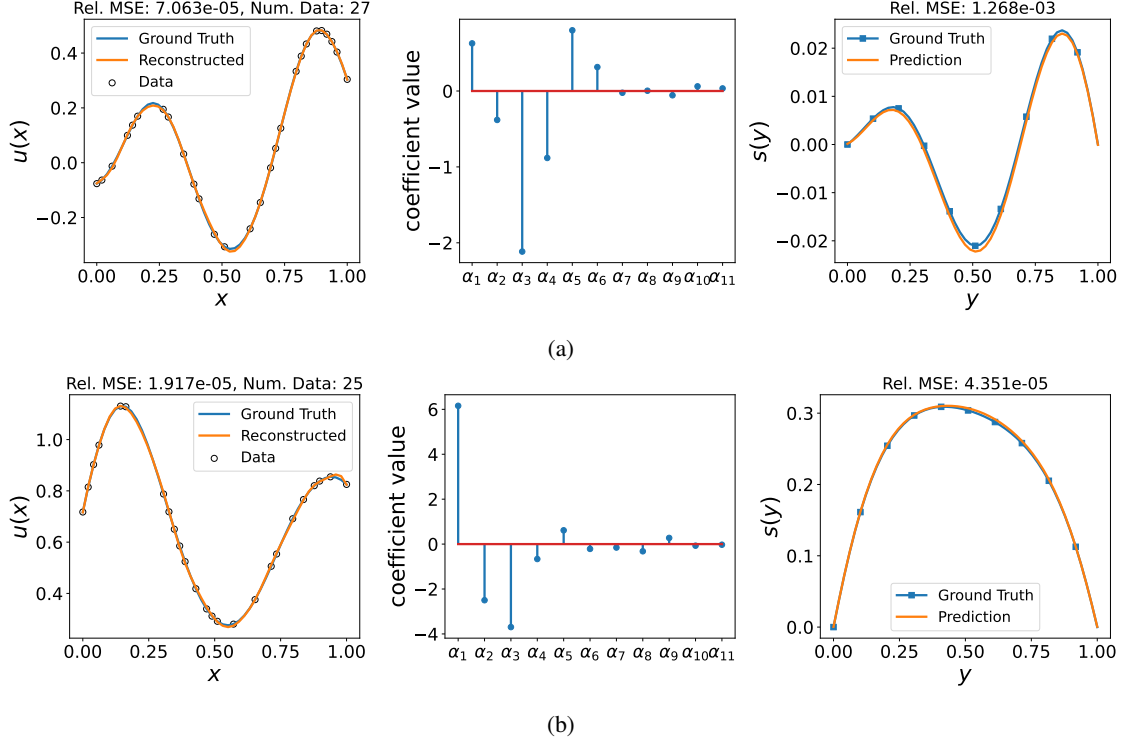 Rel. MSE: 7.063e-05, Num. Data: 27
Ground Truth
Reconstructed
Data
0.4
0.2
0.0
−0.2
u(x)
0.00 0.25 0.50 0.75 1.00
x
0
−1
−2
coefficient value
α1 α2 α3 α4 α5 α6 α7 α8 α9 α10 α11
Rel. MSE: 1.268e-03
Ground Truth
Prediction
0.02
0.01
0.00
−0.01
−0.02
s(y)
0.00 0.25 0.50 0.75 1.00
y
(a)
Rel. MSE: 1.917e-05, Num. Data: 25
Ground Truth
Reconstructed
Data
1.0
0.8
0.6
0.4
u(x)
0.00 0.25 0.50 0.75 1.00
x
6
4
2
0
−2
−4
coefficient value
α1 α2 α3 α4 α5 α6 α7 α8 α9 α10 α11
Rel. MSE: 4.351e-05
0.3
0.2
0.1
0.0
s(y)
Ground Truth
Prediction
0.00 0.25 0.50 0.75 1.00
y
(b)